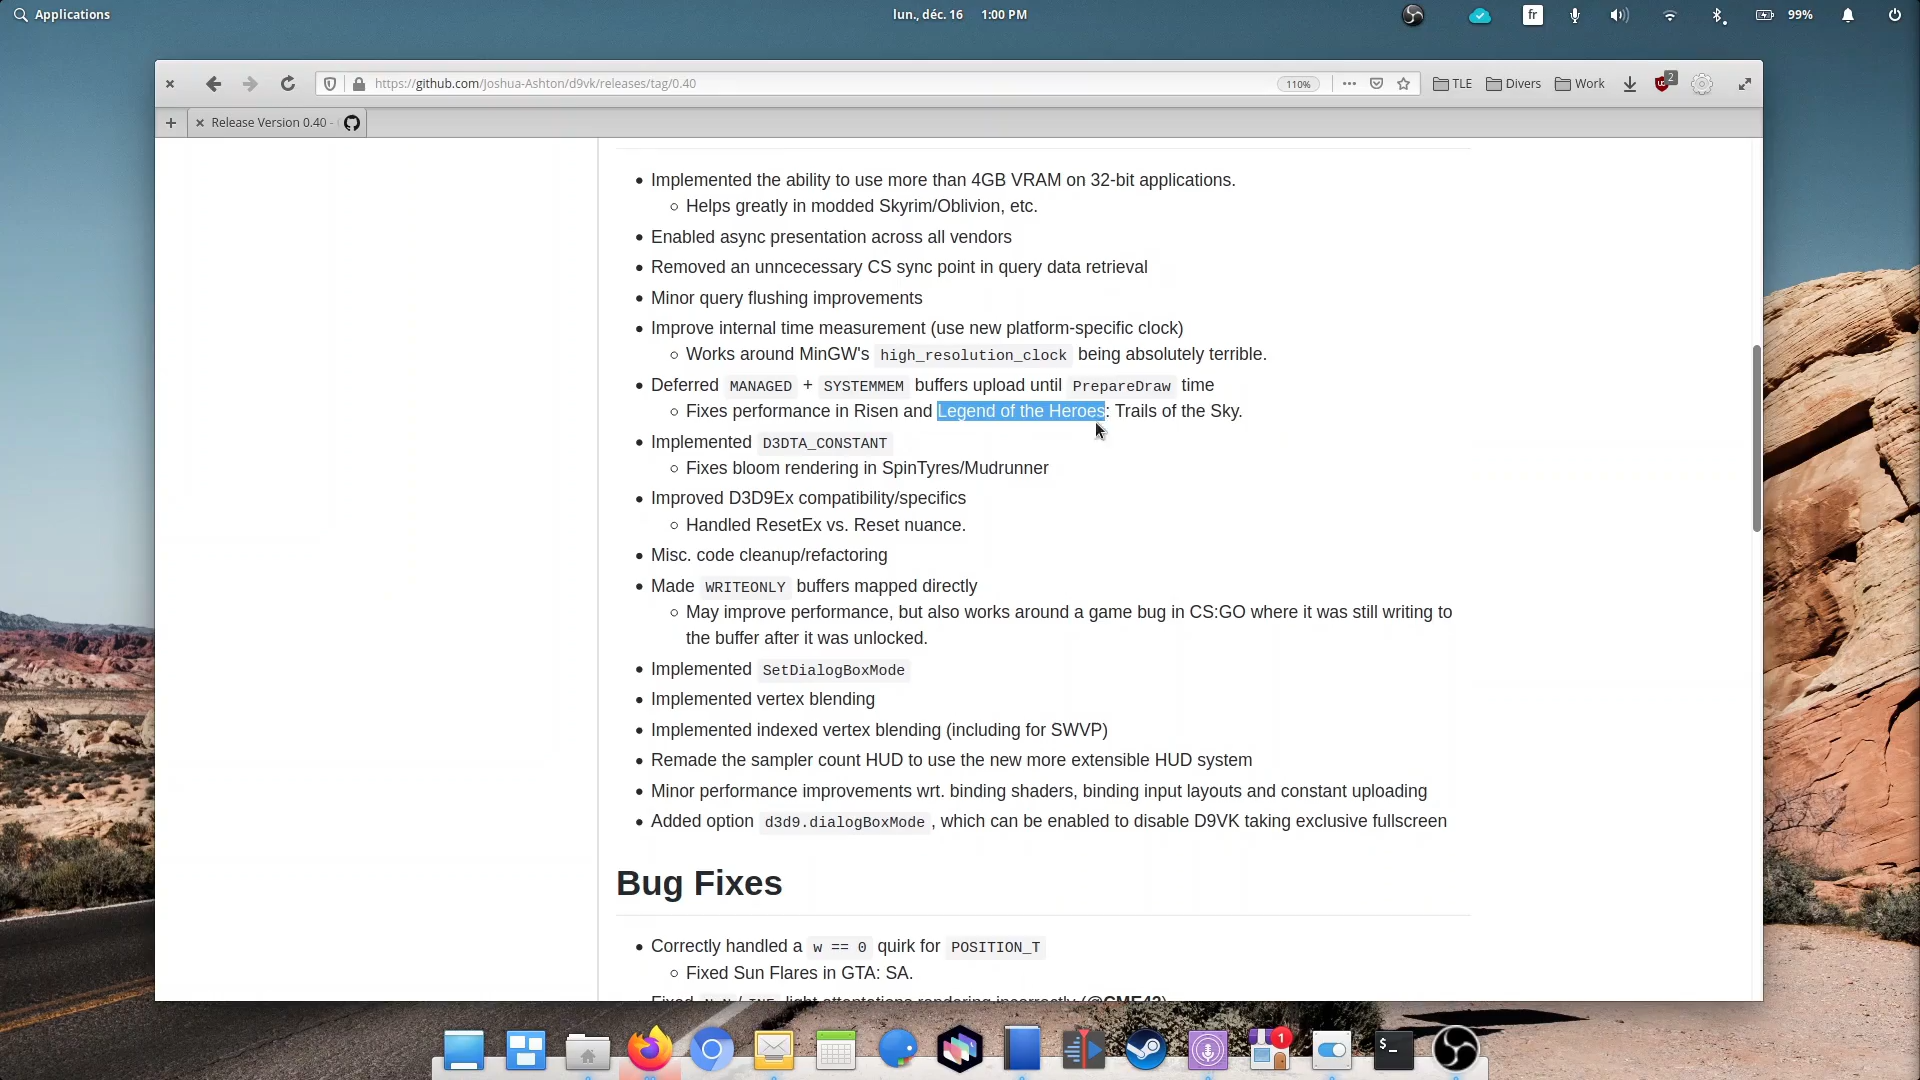 Applications
lun., déc. 16 1:00 PM
fr
99%
https://github.com/Joshua-Ashton/d9vk/releases/tag/0.40
110%
TLE
Divers
Work
2
Release Version 0.40 -
Implemented the ability to use more than 4GB VRAM on 32-bit applications.
Helps greatly in modded Skyrim/Oblivion, etc.
Enabled async presentation across all vendors
Removed an unncecessary CS sync point in query data retrieval
Minor query flushing improvements
Improve internal time measurement (use new platform-specific clock)
Works around MinGW's high_resolution_clock being absolutely terrible.
Deferred MANAGED + SYSTEMMEM buffers upload until PrepareDraw time
Fixes performance in Risen and Legend of the Heroes: Trails of the Sky.
Implemented D3DTA_CONSTANT
Fixes bloom rendering in SpinTyres/Mudrunner
Improved D3D9Ex compatibility/specifics
Handled ResetEx vs. Reset nuance.
Misc. code cleanup/refactoring
Made WRITEONLY buffers mapped directly
May improve performance, but also works around a game bug in CS:GO where it was still writing to
the buffer after it was unlocked.
Implemented SetDialogBoxMode
Implemented vertex blending
Implemented indexed vertex blending (including for SWVP)
Remade the sampler count HUD to use the new more extensible HUD system
Minor performance improvements wrt. binding shaders, binding input layouts and constant uploading
Added option d3d9.dialogBoxMode, which can be enabled to disable D9VK taking exclusive fullscreen
Bug Fixes
Correctly handled a w == 0 quirk for POSITION_T
Fixed Sun Flares in GTA: SA.
1
$_